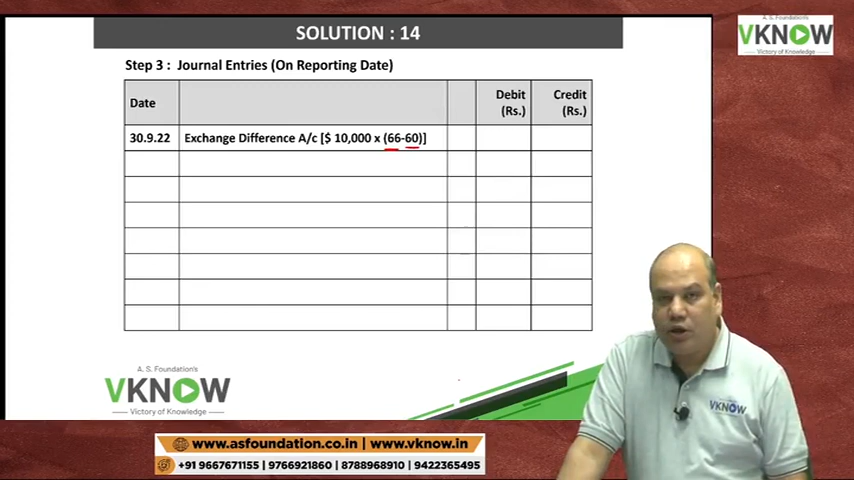 SOLUTION : 14
A. S. Foundation's
VKNOW
Victory of Knowledge
Step 3 : Journal Entries (On Reporting Date)
Date
Debit
(Rs.)
Credit
(Rs.)
30.9.22 Exchange Difference A/c [$ 10,000 x (66-60)]
A. S. Foundation's
VKNOW
Victory of Knowledge
VKNOW
www.asfoundation.co.in | www.vknow.in
+91 9667671155 | 9766921860 | 8788968910 | 9422365495